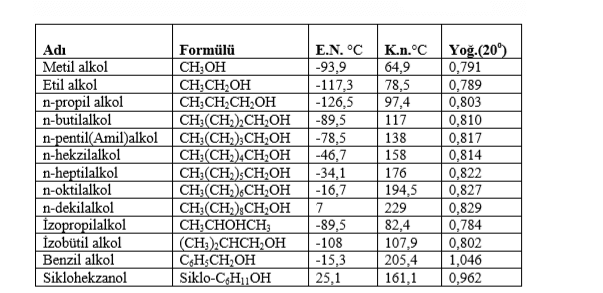 Adı Formülü E.N. °C K.n.°C Yoğ.(20⁰)
Metil alkol CH₃OH -93,9 64,9 0,791
Etil alkol CH₃CH₂OH -117,3 78,5 0,789
n-propil alkol CH₃CH₂CH₂OH -126,5 97,4 0,803
n-butilalkol CH₃(CH₂)₂CH₂OH -89,5 117 0,810
n-pentil(Amil)alkol CH₃(CH₂)₃CH₂OH -78,5 138 0,817
n-hekzilalkol CH₃(CH₂)₄CH₂OH -46,7 158 0,814
n-heptilalkol CH₃(CH₂)₅CH₂OH -34,1 176 0,822
n-oktilalkol CH₃(CH₂)₆CH₂OH -16,7 194,5 0,827
n-dekilalkol CH₃(CH₂)₈CH₂OH 7 229 0,829
İzopropilalkol CH₃CHOHCH₃ -89,5 82,4 0,784
İzobütil alkol (CH₃)₂CHCH₂OH -108 107,9 0,802
Benzil alkol C₆H₅CH₂OH -15,3 205,4 1,046
Siklohekzanol Siklo-C₆H₁₁OH 25,1 161,1 0,962